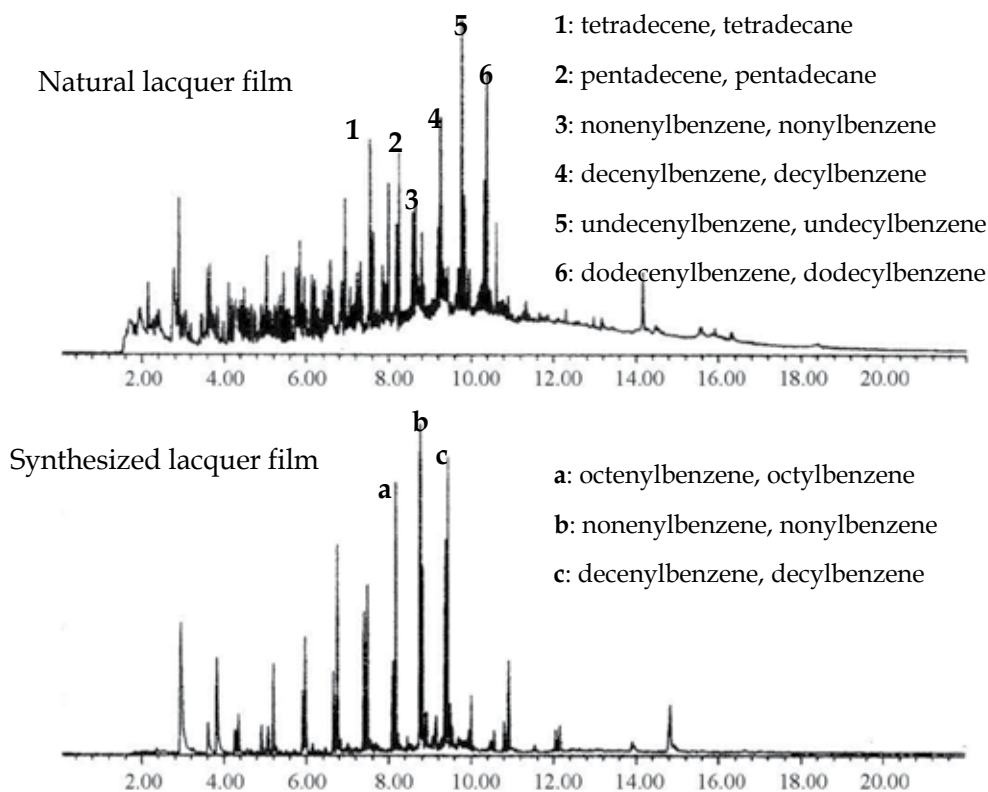 Natural lacquer film
1
2
3
4
5
6
1: tetradecene, tetradecane
2: pentadecene, pentadecane
3: nonenylbenzene, nonylbenzene
4: decenylbenzene, decylbenzene
5: undecenylbenzene, undecylbenzene
6: dodecenylbenzene, dodecylbenzene
2.00 4.00 6.00 8.00 10.00 12.00 14.00 16.00 18.00 20.00
Synthesized lacquer film
a
b
c
a: octenylbenzene, octylbenzene
b: nonenylbenzene, nonylbenzene
c: decenylbenzene, decylbenzene
2.00 4.00 6.00 8.00 10.00 12.00 14.00 16.00 18.00 20.00